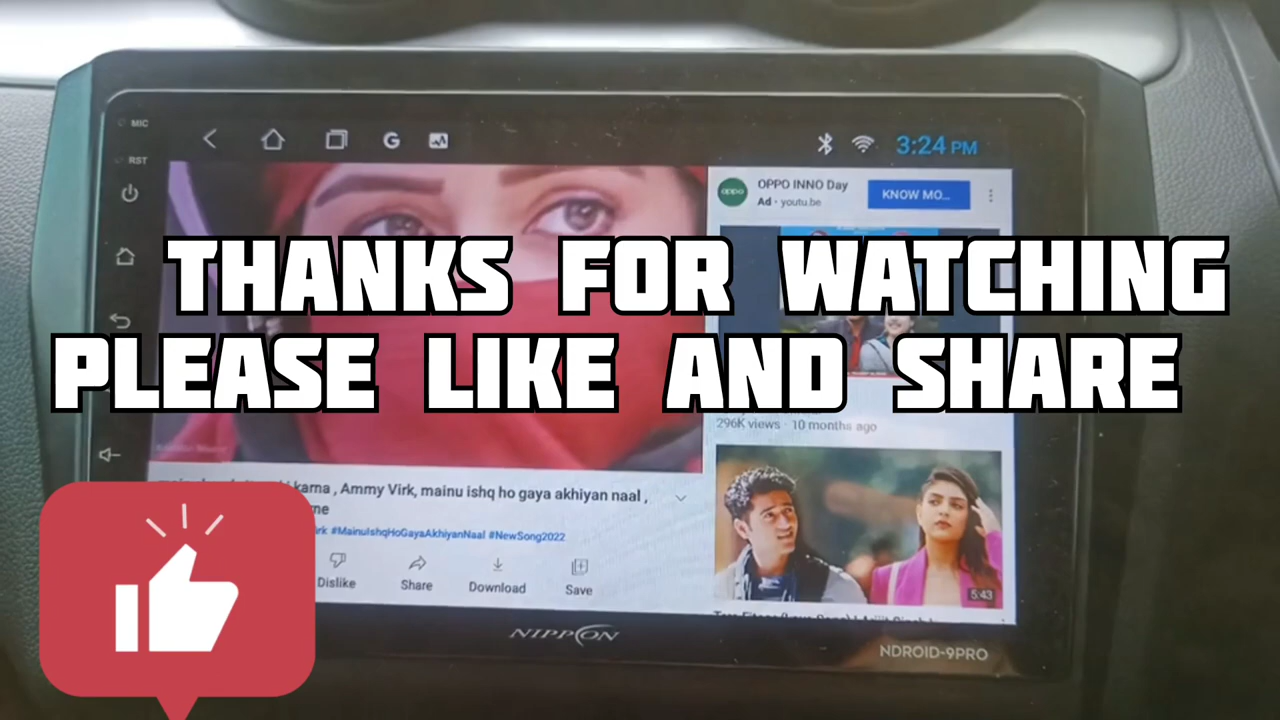 MIC
RST
3:24 PM
OPPO INNO Day
oppo
KNOW MO...
Ad · youtu.be
THANKS FOR WATCHING
PLEASE LIKE AND SHARE
296K views · 10 months ago
karna , Ammy Virk, mainu ishq ho gaya akhiyan naal ,
#MainuIshqHoGayaAkhiyanNaal #NewSong2022
Dislike
Share
Download
Save
5:43
NIPPON
NDROID-9PRO